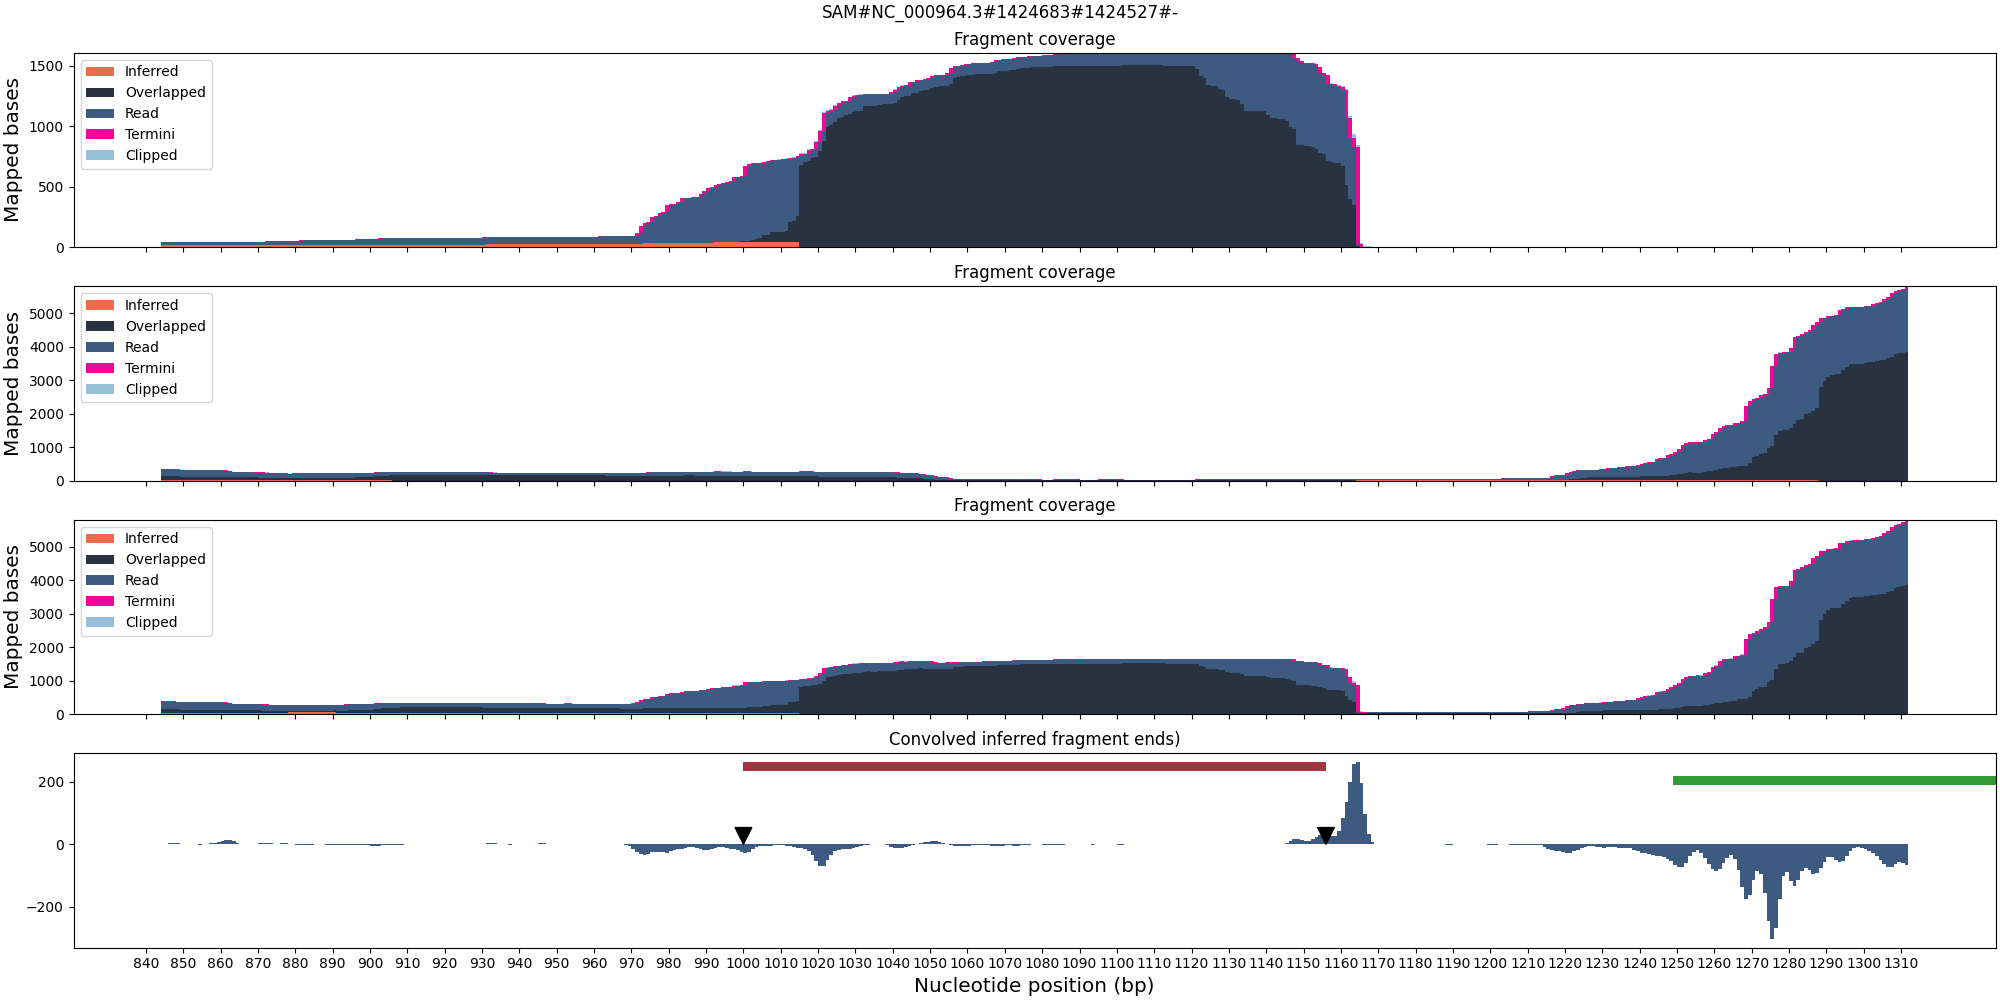 SAM#NC_000964.3#1424683#1424527#-
Fragment coverage
Mapped bases
1500
1000
500
0
Inferred
Overlapped
Read
Termini
Clipped
Fragment coverage
Mapped bases
5000
4000
3000
2000
1000
0
Inferred
Overlapped
Read
Termini
Clipped
Fragment coverage
Mapped bases
5000
4000
3000
2000
1000
0
Inferred
Overlapped
Read
Termini
Clipped
Convolved inferred fragment ends)
200
0
−200
840 850 860 870 880 890 900 910 920 930 940 950 960 970 980 990 1000 1010 1020 1030 1040 1050 1060 1070 1080 1090 1100 1110 1120 1130 1140 1150 1160 1170 1180 1190 1200 1210 1220 1230 1240 1250 1260 1270 1280 1290 1300 1310
Nucleotide position (bp)